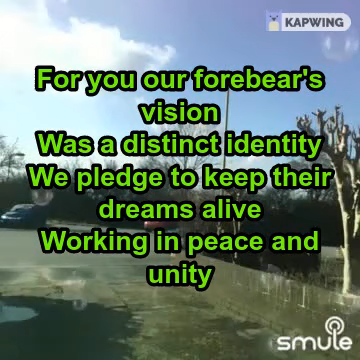 KAPWING
For you our forebear's
vision
Was a distinct identity
We pledge to keep their
dreams alive
Working in peace and
unity
smule